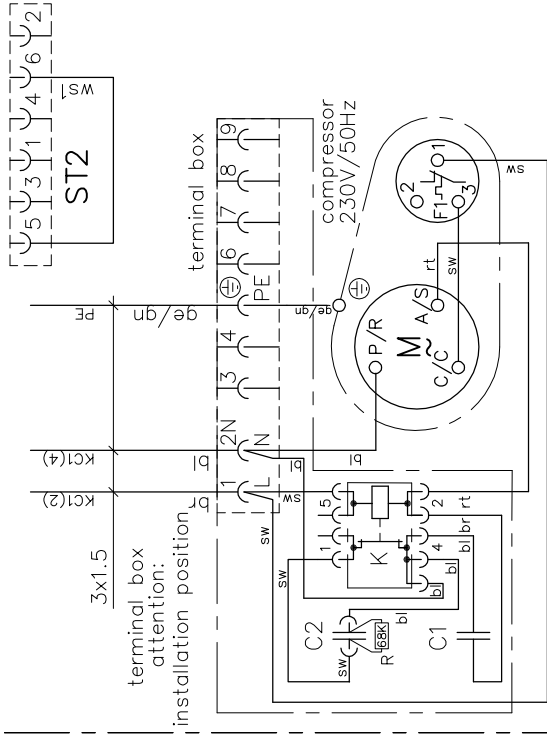 5 3 1 4 6 2
WS1
ST2
terminal box
PE
ge/gn
KC1(4)
bl
KC1(2)
br
3x1.5
terminal box
attention:
installation position
1 2N 3 4 6 7 8 9
L N PE
sw
sw
bl
bl
ge/gn
compressor
230V/50Hz
P/R
A/S
C/C
M
~
F1
1
2
3
rt
sw
sw
1
5
K
4
2
bl
bl
bl
br
rt
sw
sw
C2
68K
R
bl
C1